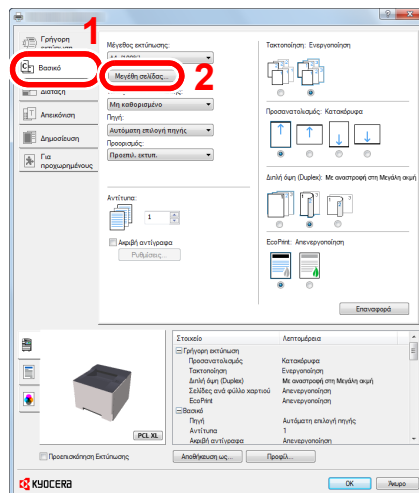 ? X
1
Γρήγορη
Βασικό
Διάταξη
Απεικόνιση
Δημοσίευση
Για
προχωρημένους
Μέγεθος εκτύπωσης:
Μεγέθη σελίδας...
2
Μη καθορισμένο
Πηγή:
Αυτόματη επιλογή πηγής
Προορισμός:
Προεπιλ. εκτυπ.
Αντίτυπα:
1
Ακριβή αντίγραφα
Ρυθμίσεις...
Τακτοποίηση: Ενεργοποίηση
Προσανατολισμός: Κατακόρυφα
Διπλή όψη (Duplex): Με αναστροφή στη Μεγάλη ακμή
EcoPrint: Απενεργοποίηση
Επαναφορά
PCL XL
Προεπισκόπηση Εκτύπωσης
Στοιχείο Λεπτομέρεια
Γρήγορη εκτύπωση
Προσανατολισμός Κατακόρυφα
Τακτοποίηση Ενεργοποίηση
Διπλή όψη (Duplex) Με αναστροφή στη Μεγάλη ακμή
Σελίδες ανά φύλλο χαρτιού Απενεργοποίηση
EcoPrint Απενεργοποίηση
Βασικό
Πηγή Αυτόματη επιλογή πηγής
Αντίτυπα 1
Ακριβή αντίγραφα Απενεργοποίηση
Αποθήκευση ως... Προφίλ...
KYOCERA
OK Άκυρο